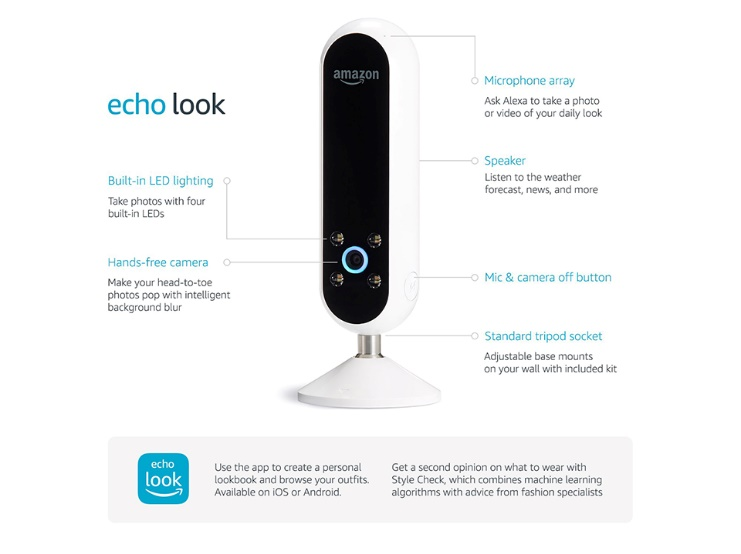 amazon
echo look
Microphone array
Ask Alexa to take a photo
or video of your daily look
Speaker
Listen to the weather
forecast, news, and more
Built-in LED lighting
Take photos with four
built-in LEDs
Hands-free camera
Make your head-to-toe
photos pop with intelligent
background blur
Mic & camera off button
Standard tripod socket
Adjustable base mounts
on your wall with included kit
echo
look
Use the app to create a personal
lookbook and browse your outfits.
Available on iOS or Android.
Get a second opinion on what to wear with
Style Check, which combines machine learning
algorithms with advice from fashion specialists